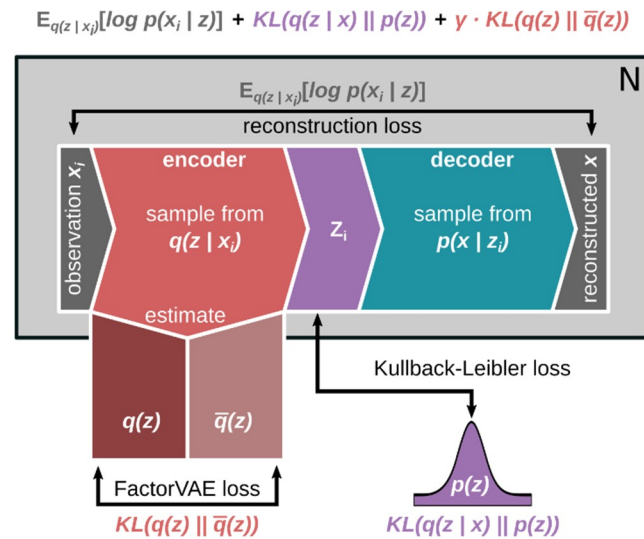 E_{q(z | x_i)}[log p(x_i | z)] + KL(q(z | x) || p(z)) + γ · KL(q(z) || q̅(z))
N
E_{q(z | x_i)}[log p(x_i | z)]
reconstruction loss
observation x_i
encoder
sample from
q(z | x_i)
z_i
decoder
sample from
p(x | z_i)
reconstructed x
estimate
q(z)
q̅(z)
Kullback-Leibler loss
p(z)
FactorVAE loss
KL(q(z) || q̅(z))
KL(q(z | x) || p(z))